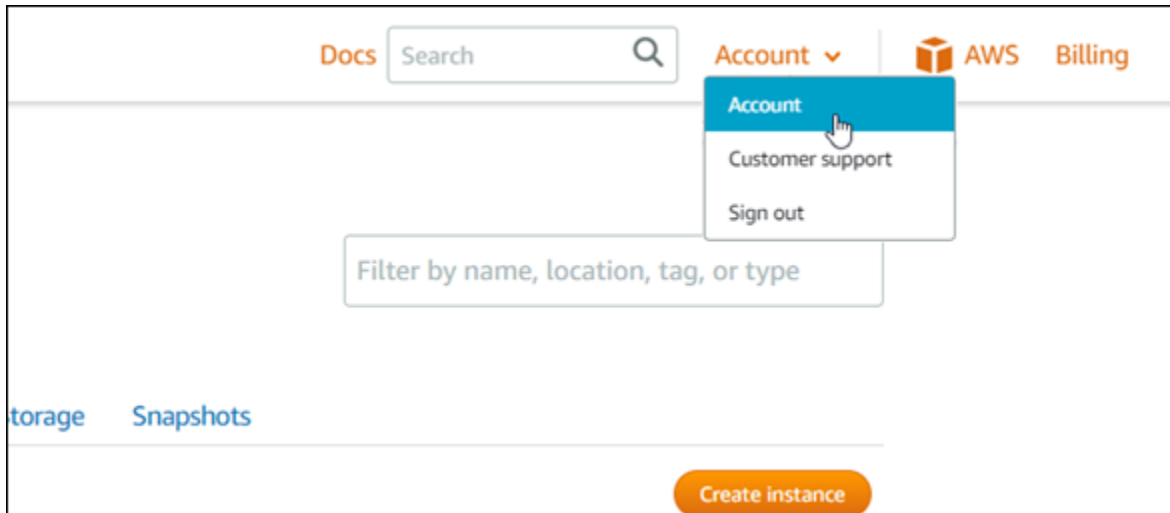 Docs Search Account AWS Billing
Account
Customer support
Sign out
Filter by name, location, tag, or type
Snapshots
Create instance